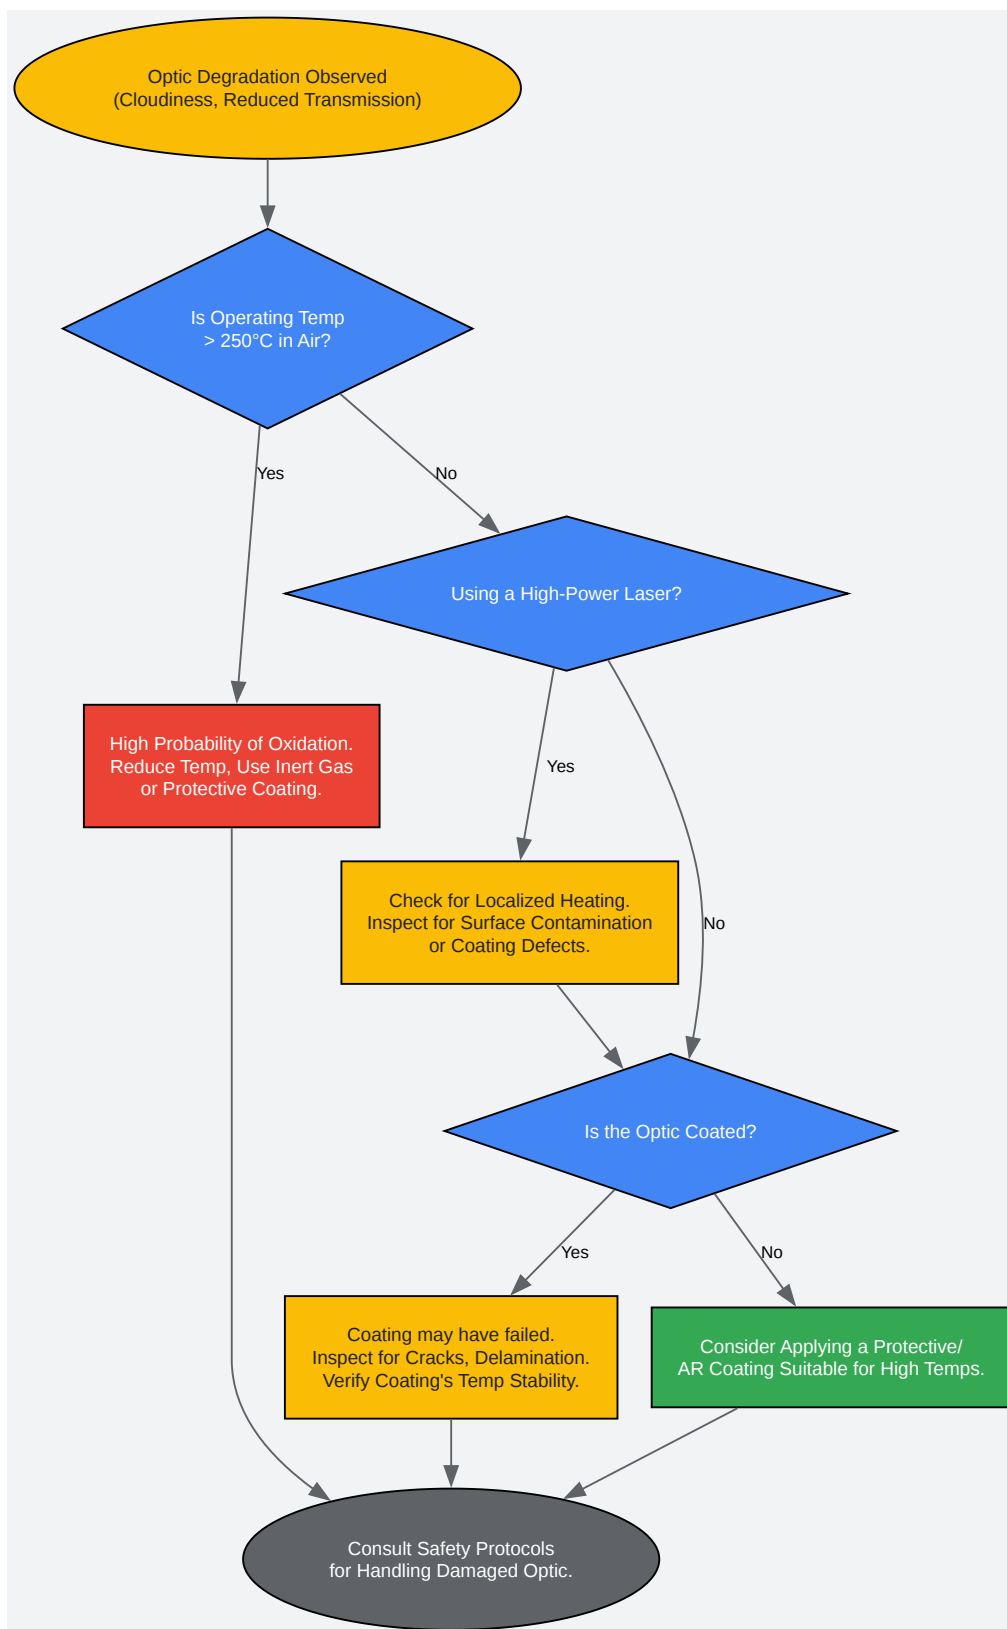 Optic Degradation Observed
(Cloudiness, Reduced Transmission)
Is Operating Temp
> 250°C in Air?
Yes
No
Using a High-Power Laser?
High Probability of Oxidation.
Reduce Temp, Use Inert Gas
or Protective Coating.
Yes
Check for Localized Heating.
Inspect for Surface Contamination
or Coating Defects.
No
Is the Optic Coated?
Yes
No
Coating may have failed.
Inspect for Cracks, Delamination.
Verify Coating's Temp Stability.
Consider Applying a Protective/
AR Coating Suitable for High Temps.
Consult Safety Protocols
for Handling Damaged Optic.